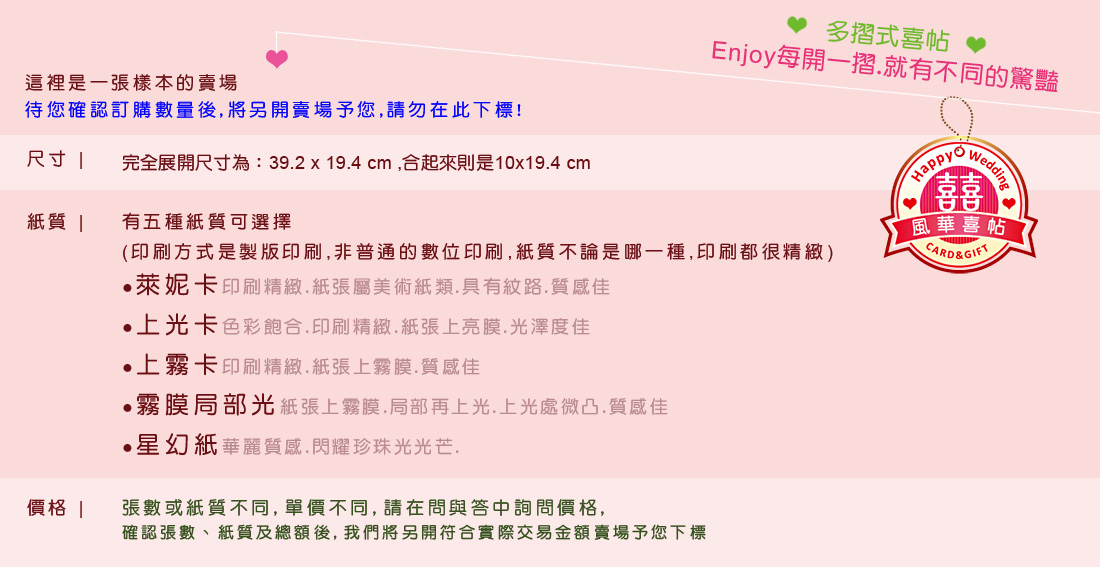 多摺式喜帖
Enjoy每開一摺.就有不同的驚豔
這裡是一張樣本的賣場
待您確認訂購數量後,將另開賣場予您,請勿在此下標!
Happy Wedding
囍
風華喜帖
CARD&GIFT
尺寸 | 完全展開尺寸為：39.2 x 19.4 cm ,合起來則是10x19.4 cm
紙質 | 有五種紙質可選擇
(印刷方式是製版印刷,非普通的數位印刷,紙質不論是哪一種,印刷都很精緻)
•萊妮卡 印刷精緻.紙張屬美術紙類.具有紋路.質感佳
•上光卡 色彩飽合.印刷精緻.紙張上亮膜.光澤度佳
•上霧卡 印刷精緻.紙張上霧膜.質感佳
•霧膜局部光 紙張上霧膜.局部再上光.上光處微凸.質感佳
•星幻紙 華麗質感.閃耀珍珠光光芒.
價格 | 張數或紙質不同,單價不同,請在問與答中詢問價格,
確認張數、紙質及總額後,我們將另開符合實際交易金額賣場予您下標